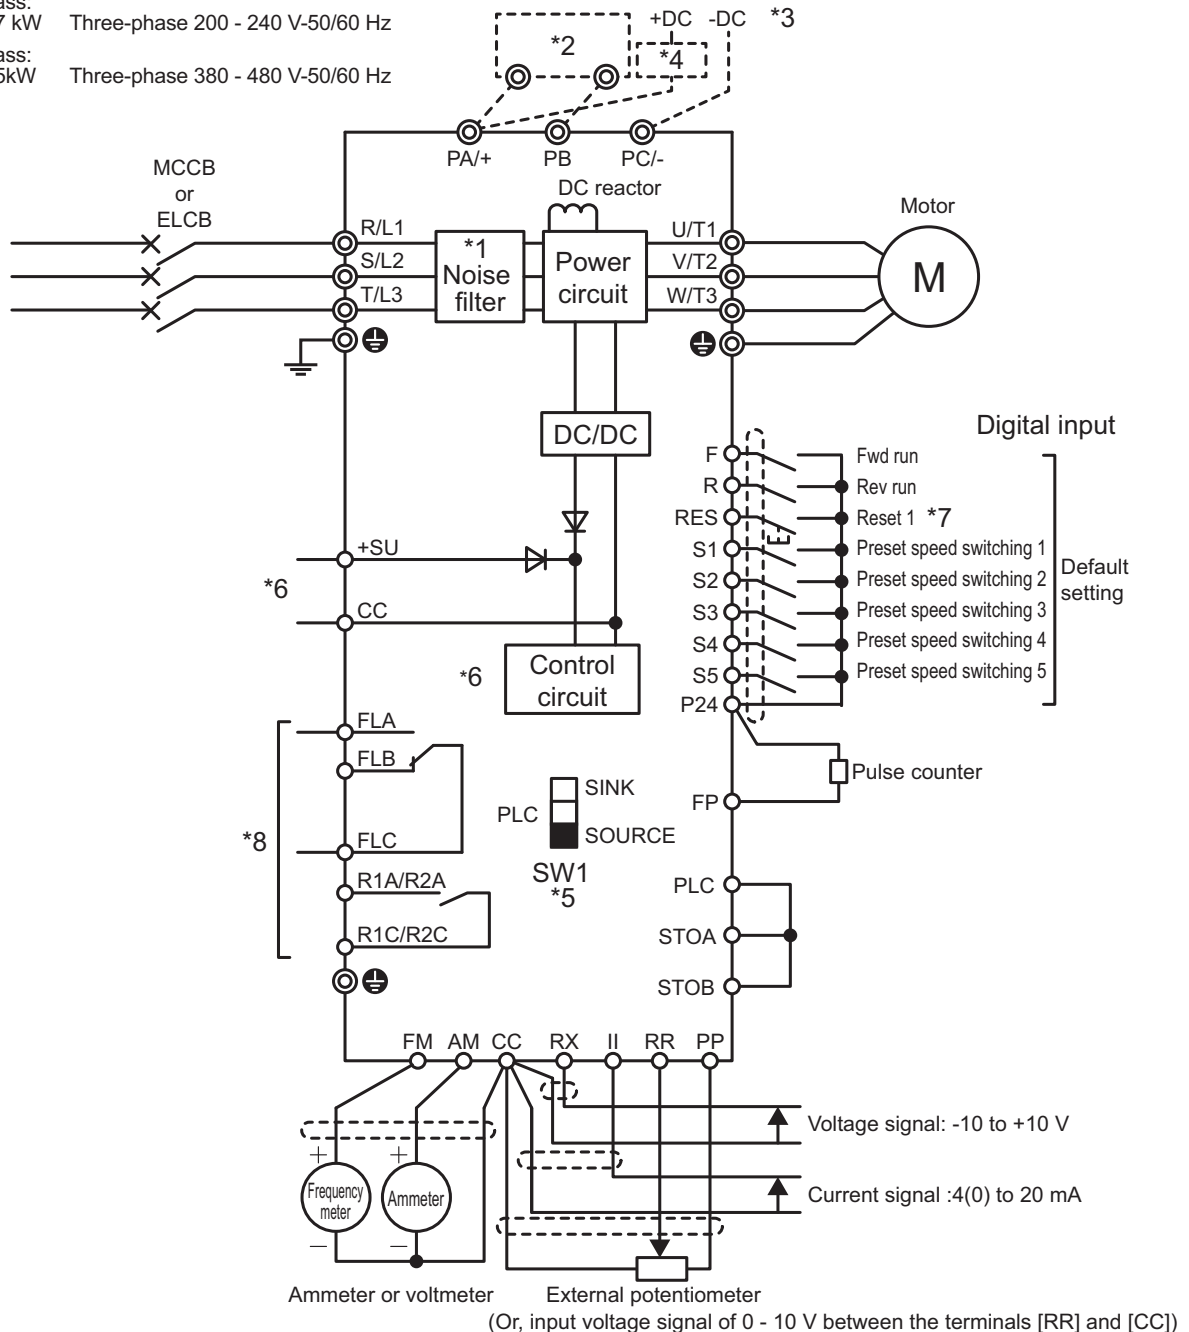 7 kW Three-phase 200 - 240 V-50/60 Hz
5kW Three-phase 380 - 480 V-50/60 Hz
*2
+DC -DC *3
*4
PA/+ PB PC/-
DC reactor
MCCB
or
ELCB
R/L1
S/L2
T/L3
*1
Noise
filter
Power
circuit
U/T1
V/T2
W/T3
Motor
M
DC/DC
Digital input
F Fwd run
R Rev run
RES Reset 1 *7
S1 Preset speed switching 1
S2 Preset speed switching 2
S3 Preset speed switching 3
S4 Preset speed switching 4
S5 Preset speed switching 5
P24
Default
setting
+SU
*6
CC
*6
Control
circuit
FLA
FLB
FLC
*8
R1A/R2A
R1C/R2C
SINK
PLC
SOURCE
SW1
*5
Pulse counter
FP
PLC
STOA
STOB
FM AM CC RX II RR PP
Voltage signal: -10 to +10 V
Current signal :4(0) to 20 mA
+ +
Frequency
meter
Ammeter
— —
Ammeter or voltmeter
External potentiometer
(Or, input voltage signal of 0 - 10 V between the terminals [RR] and [CC])